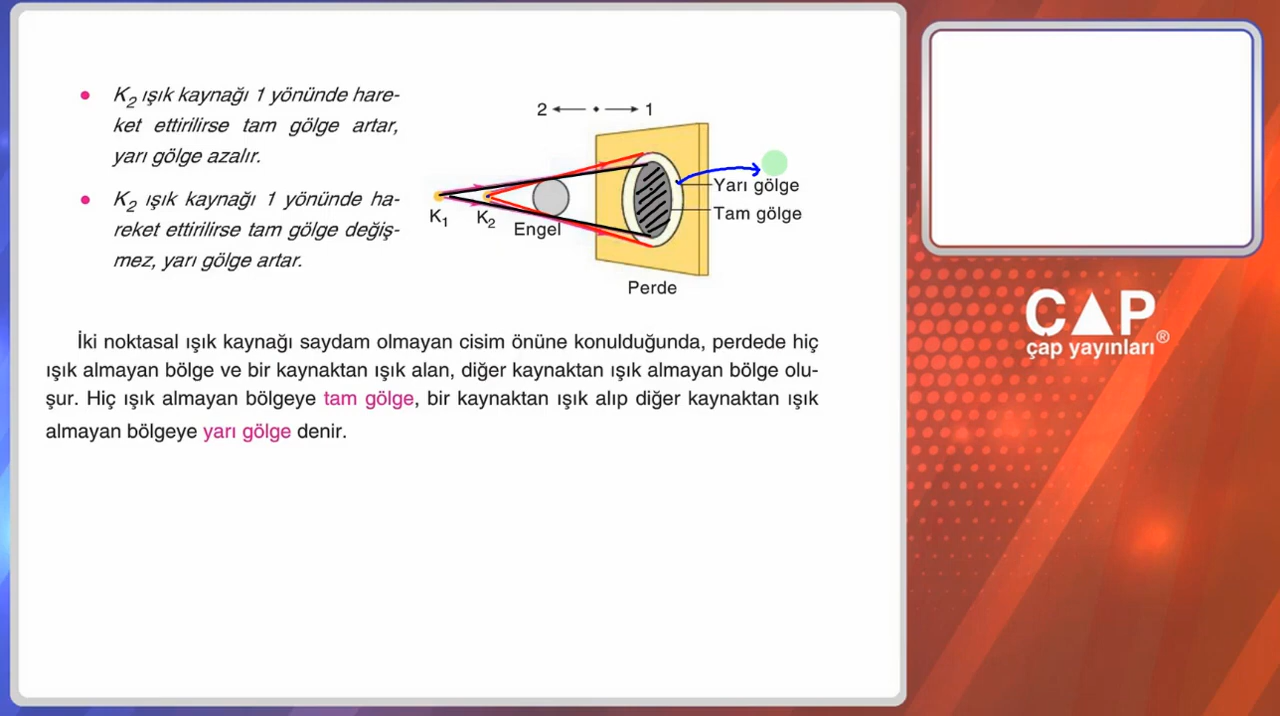 K2 ışık kaynağı 1 yönünde hare-
ket ettirilirse tam gölge artar,
yarı gölge azalır.
K2 ışık kaynağı 1 yönünde ha-
reket ettirilirse tam gölge değiş-
mez, yarı gölge artar.
2 1
Yarı gölge
Tam gölge
K1 K2 Engel
Perde
İki noktasal ışık kaynağı saydam olmayan cisim önüne konulduğunda, perdede hiç
ışık almayan bölge ve bir kaynaktan ışık alan, diğer kaynaktan ışık almayan bölge olu-
şur. Hiç ışık almayan bölgeye tam gölge, bir kaynaktan ışık alıp diğer kaynaktan ışık
almayan bölgeye yarı gölge denir.
ÇAP
çap yayınları®